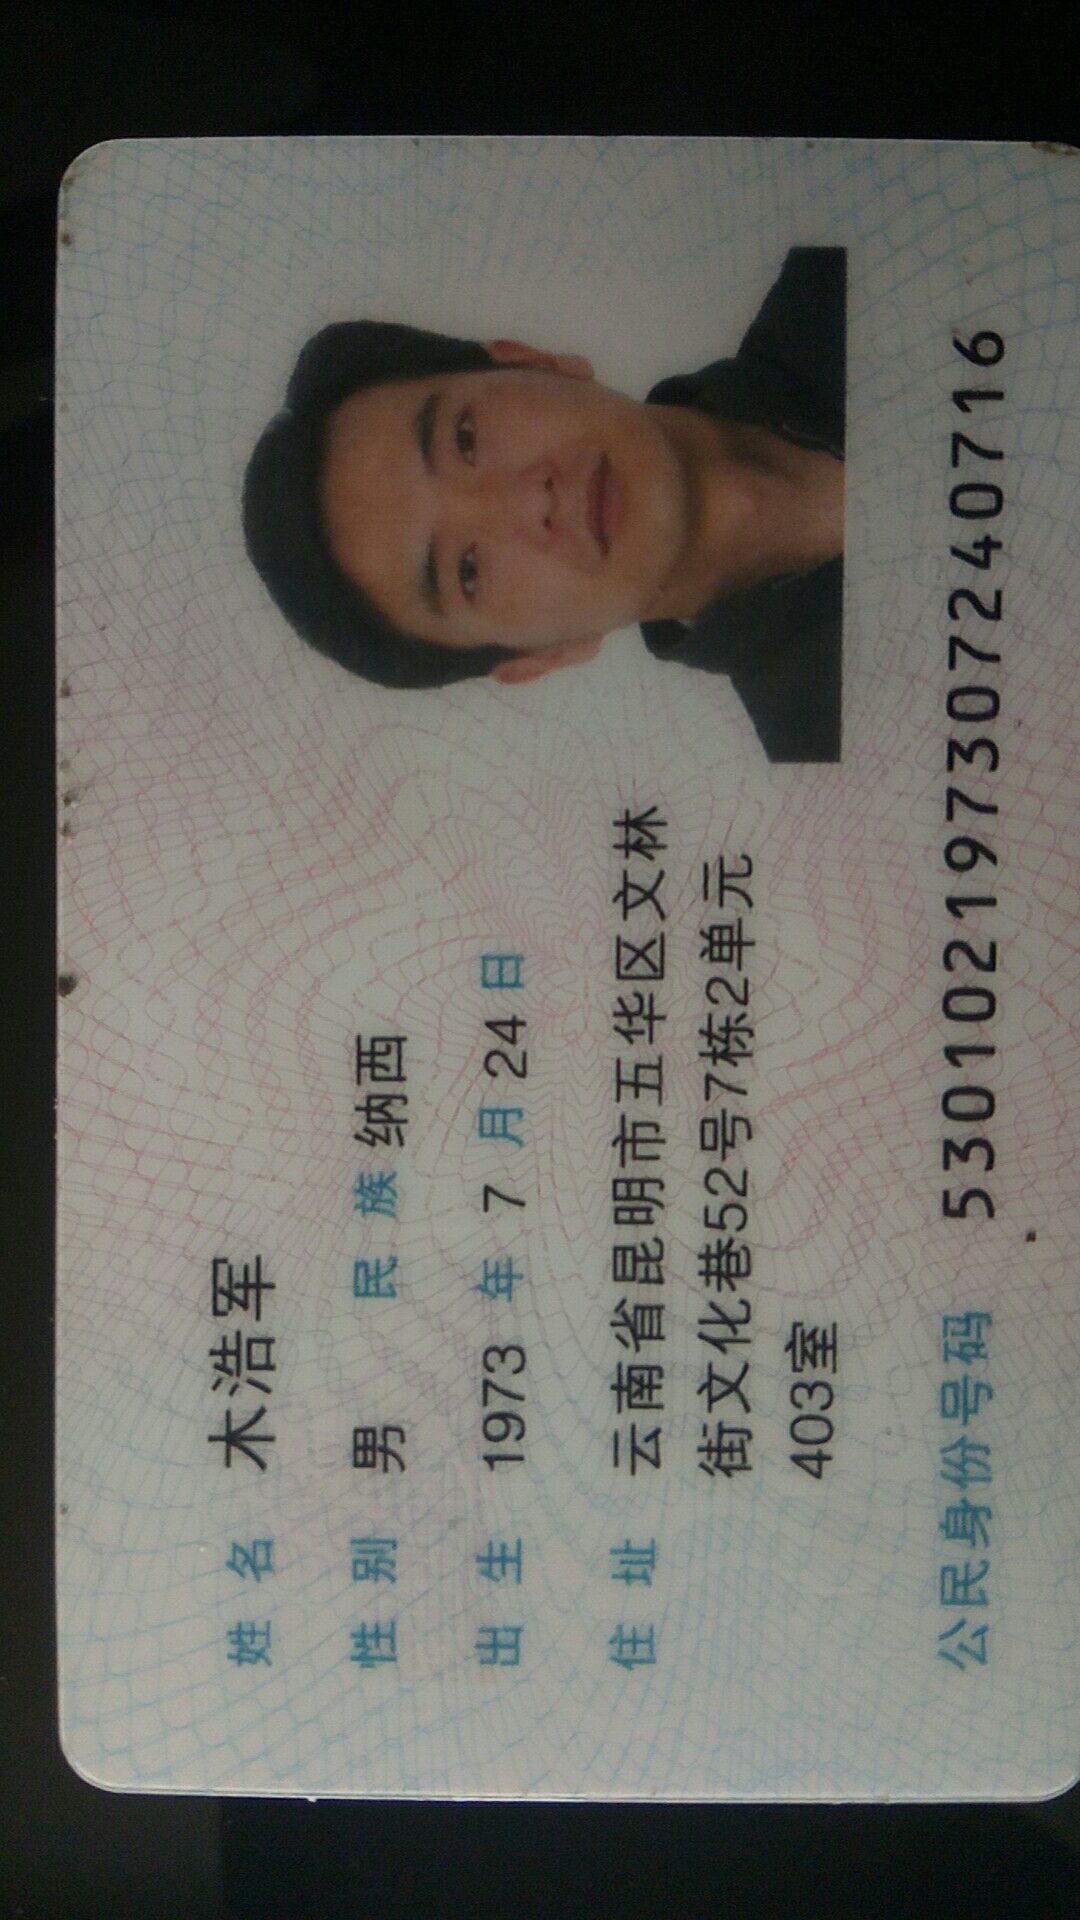 姓名 木浩军
性别 男 民族 纳西
出生 1973 年 7 月 24 日
住址 云南省昆明市五华区文林
街文化巷52号7栋2单元
403室
公民身份号码 530102197307240716